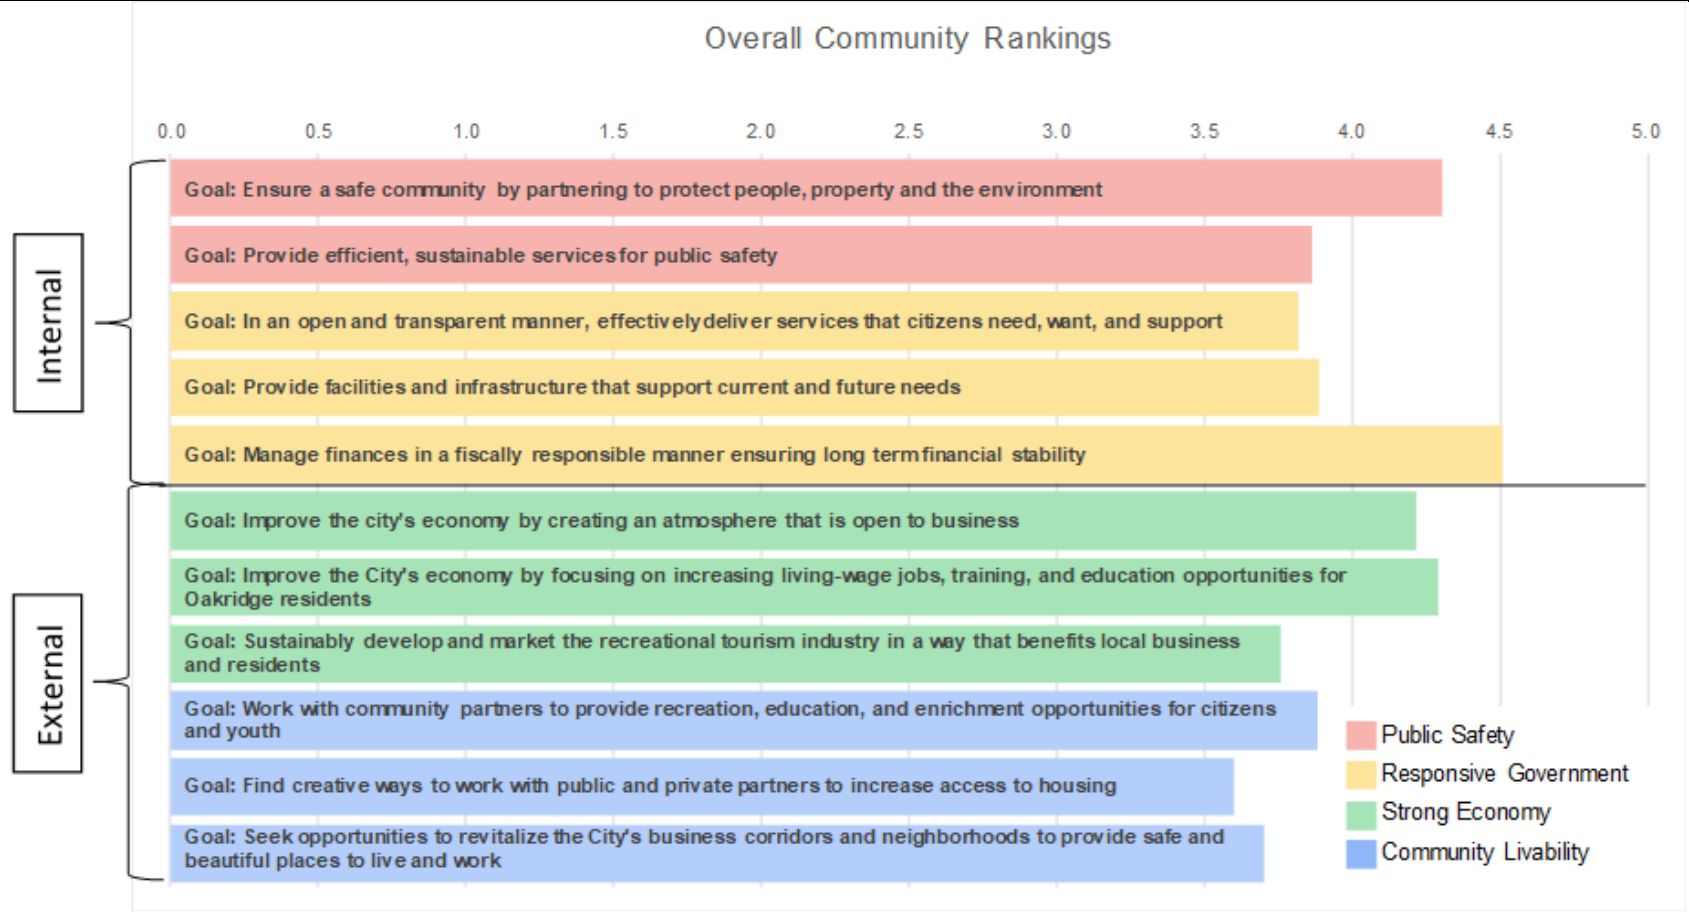 Overall Community Rankings
0.0 0.5 1.0 1.5 2.0 2.5 3.0 3.5 4.0 4.5 5.0
Internal
Goal: Ensure a safe community by partnering to protect people, property and the environment
Goal: Provide efficient, sustainable services for public safety
Goal: In an open and transparent manner, effectively deliver services that citizens need, want, and support
Goal: Provide facilities and infrastructure that support current and future needs
Goal: Manage finances in a fiscally responsible manner ensuring long term financial stability
External
Goal: Improve the city's economy by creating an atmosphere that is open to business
Goal: Improve the City's economy by focusing on increasing living-wage jobs, training, and education opportunities for
Oakridge residents
Goal: Sustainably develop and market the recreational tourism industry in a way that benefits local business
and residents
Goal: Work with community partners to provide recreation, education, and enrichment opportunities for citizens
and youth
Goal: Find creative ways to work with public and private partners to increase access to housing
Goal: Seek opportunities to revitalize the City's business corridors and neighborhoods to provide safe and
beautiful places to live and work
Public Safety
Responsive Government
Strong Economy
Community Livability